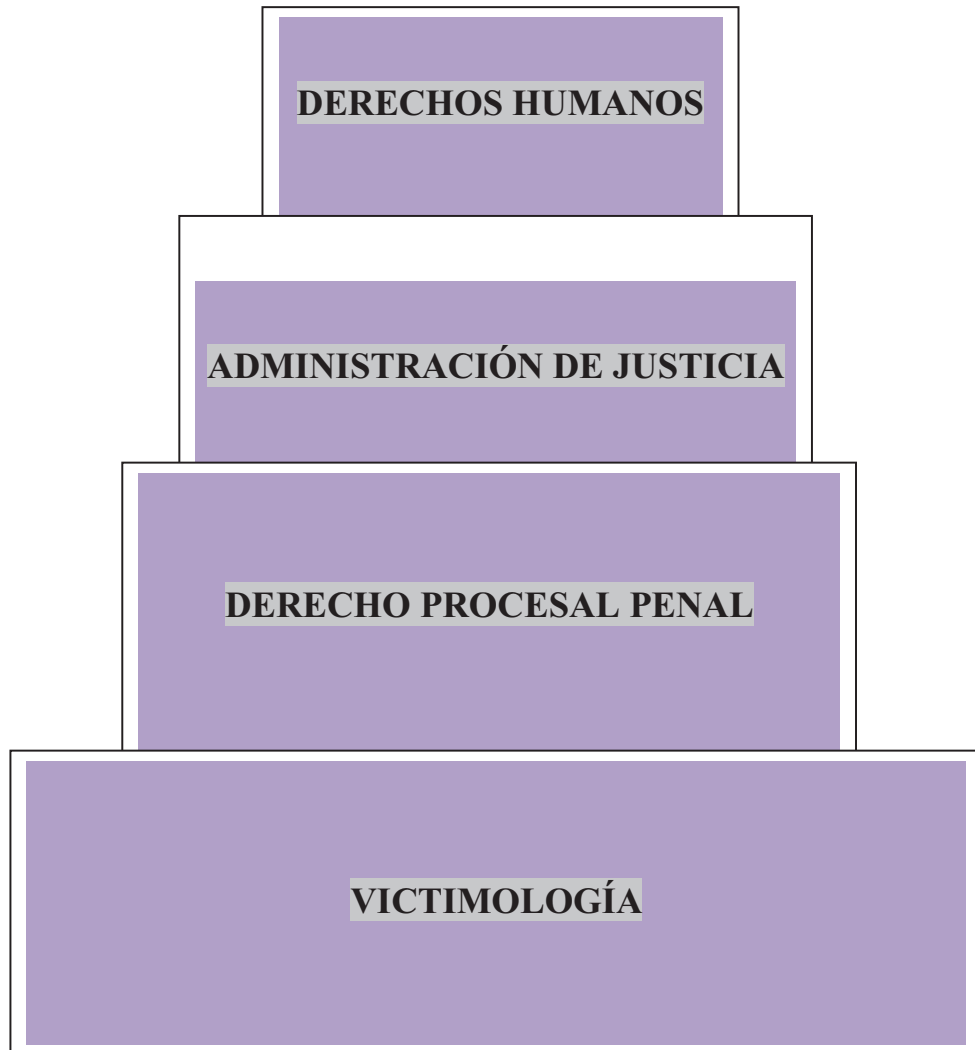 DERECHOS HUMANOS
ADMINISTRACIÓN DE JUSTICIA
DERECHO PROCESAL PENAL
VICTIMOLOGÍA